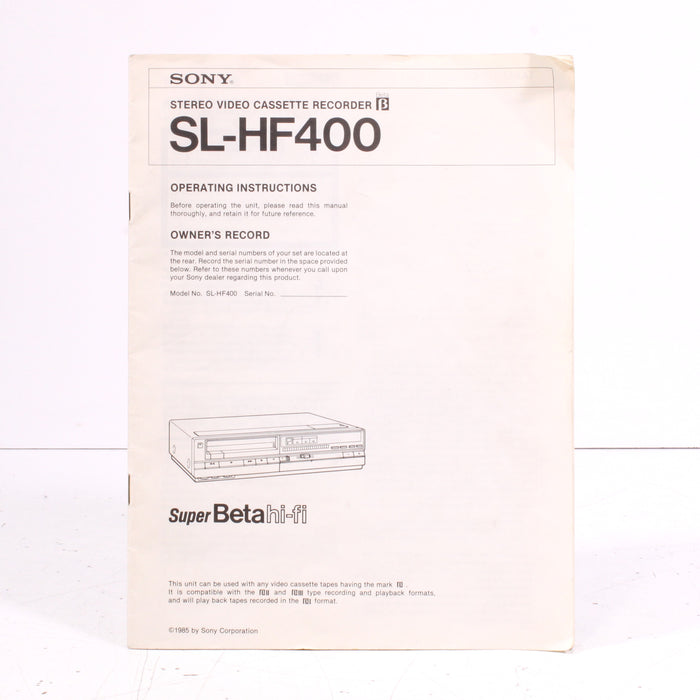 SONY®
STEREO VIDEO CASSETTE RECORDER Beta β
SL-HF400
OPERATING INSTRUCTIONS
Before operating the unit, please read this manual
thoroughly, and retain it for future reference.
OWNER'S RECORD
The model and serial numbers of your set are located at
the rear. Record the serial number in the space provided
below. Refer to these numbers whenever you call upon
your Sony dealer regarding this product.
Model No. SL-HF400 Serial No.
Super Beta hi-fi
This unit can be used with any video cassette tapes having the mark β .
It is compatible with the βII and βIII type recording and playback formats,
and will play back tapes recorded in the βI format.
©1985 by Sony Corporation